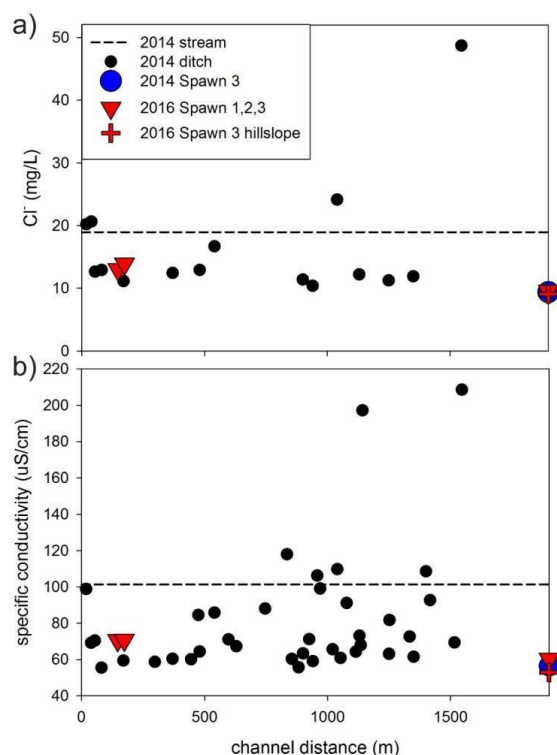 a)
60
50
40
30
20
10
0
Cl⁻ (mg/L)
2014 stream
2014 ditch
2014 Spawn 3
2016 Spawn 1,2,3
2016 Spawn 3 hillslope
b)
220
200
180
160
140
120
100
80
60
40
specific conductivity (uS/cm)
0 500 1000 1500
channel distance (m)